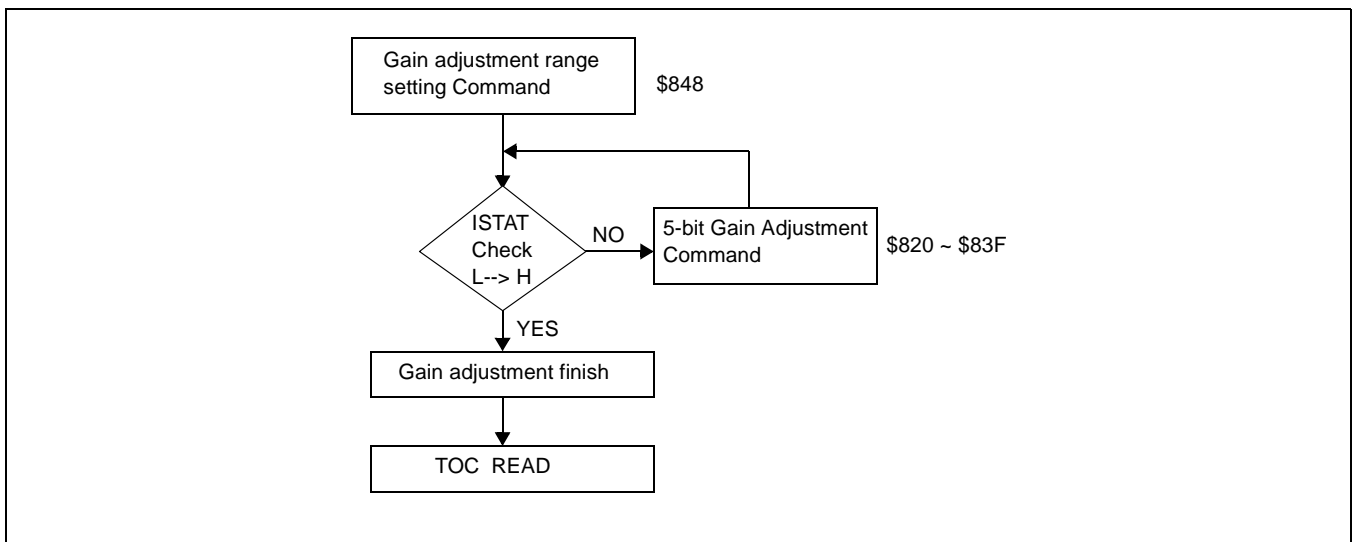 Gain adjustment range
setting Command
$848
ISTAT
Check
L--> H
NO
5-bit Gain Adjustment
Command
$820 ~ $83F
YES
Gain adjustment finish
TOC READ